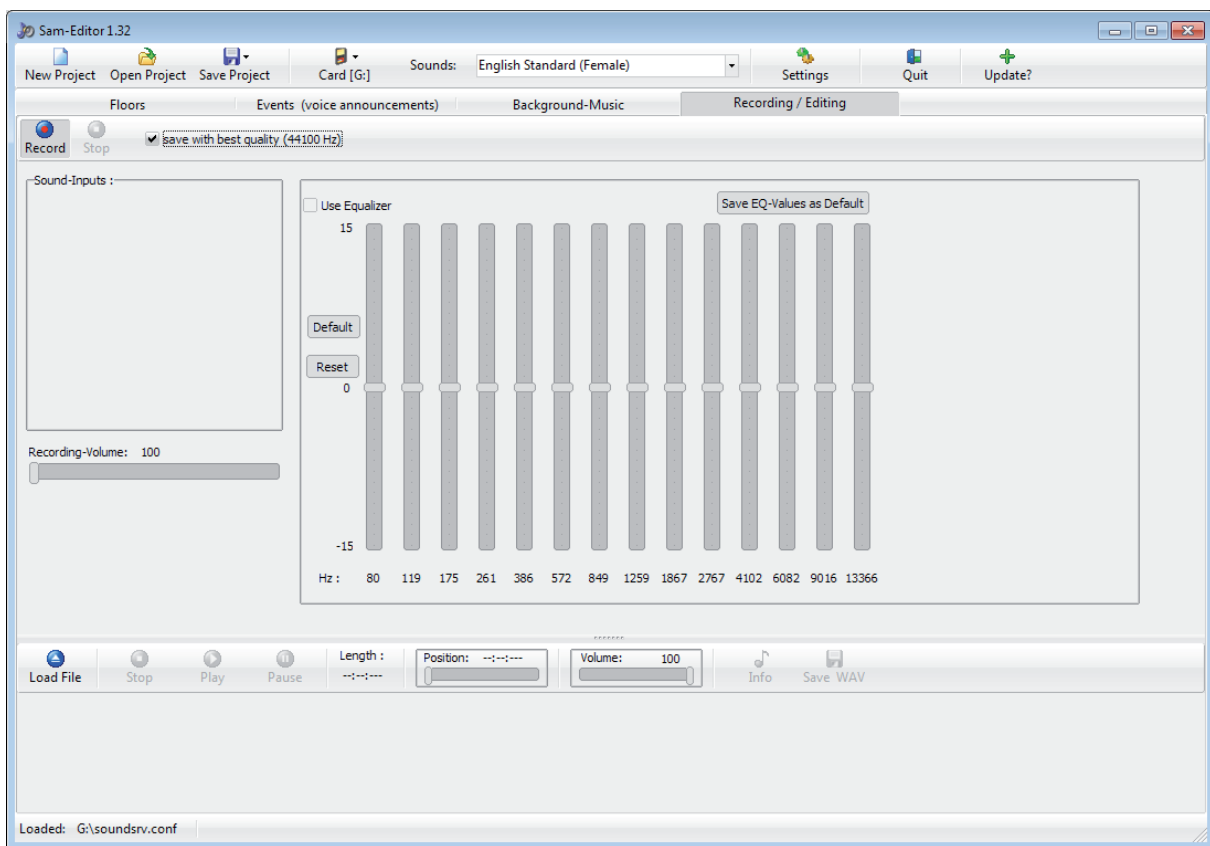 Sam-Editor 1.32
New Project Open Project Save Project Card [G:] Sounds: English Standard (Female) Settings Quit Update?
Floors Events (voice announcements) Background-Music Recording / Editing
Record Stop save with best quality (44100 Hz)
Sound-Inputs :
Use Equalizer Save EQ-Values as Default
15
Default
Reset
0
Recording-Volume: 100
-15
Hz : 80 119 175 261 386 572 849 1259 1867 2767 4102 6082 9016 13366
Load File Stop Play Pause Length : --:--:--- Position: --:--:--- Volume: 100 Info Save WAV
Loaded: G:\soundsrv.conf